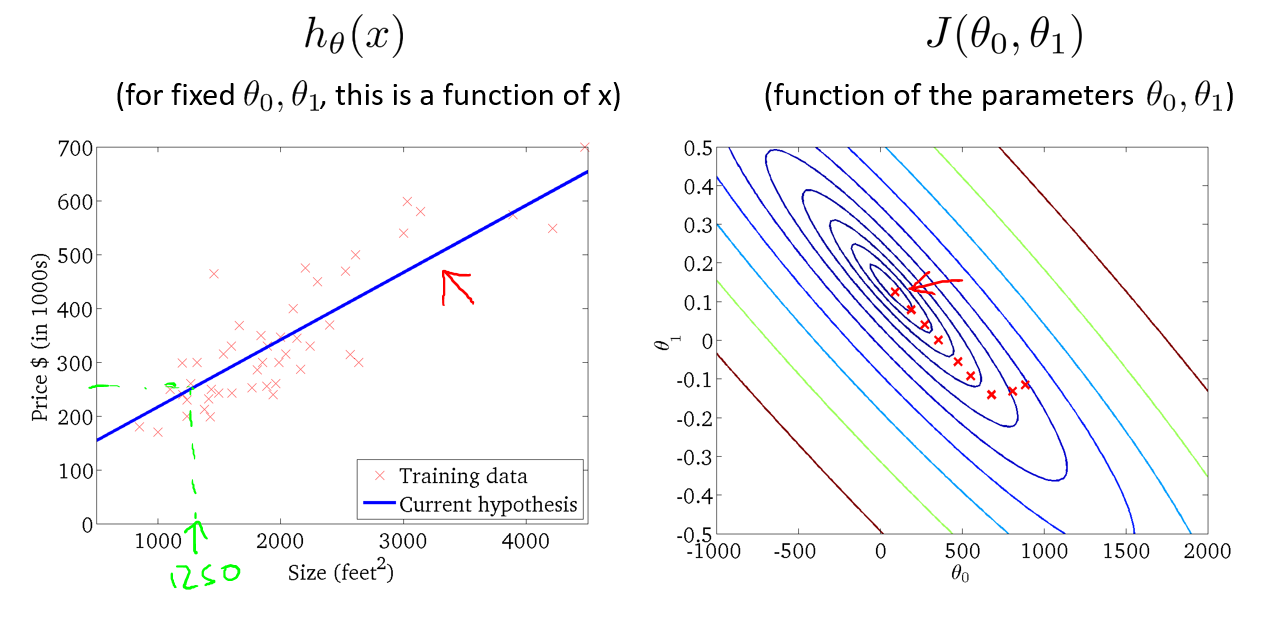 hθ(x)
(for fixed θ0, θ1, this is a function of x)
700
600
500
400
300
200
100
0
Price $ (in 1000s)
1000 2000 3000 4000
Size (feet²)
Training data
Current hypothesis
1250
J(θ0, θ1)
(function of the parameters θ0, θ1)
0.5
0.4
0.3
0.2
0.1
0
-0.1
-0.2
-0.3
-0.4
-0.5
θ1
-1000 -500 0 500 1000 1500 2000
θ0